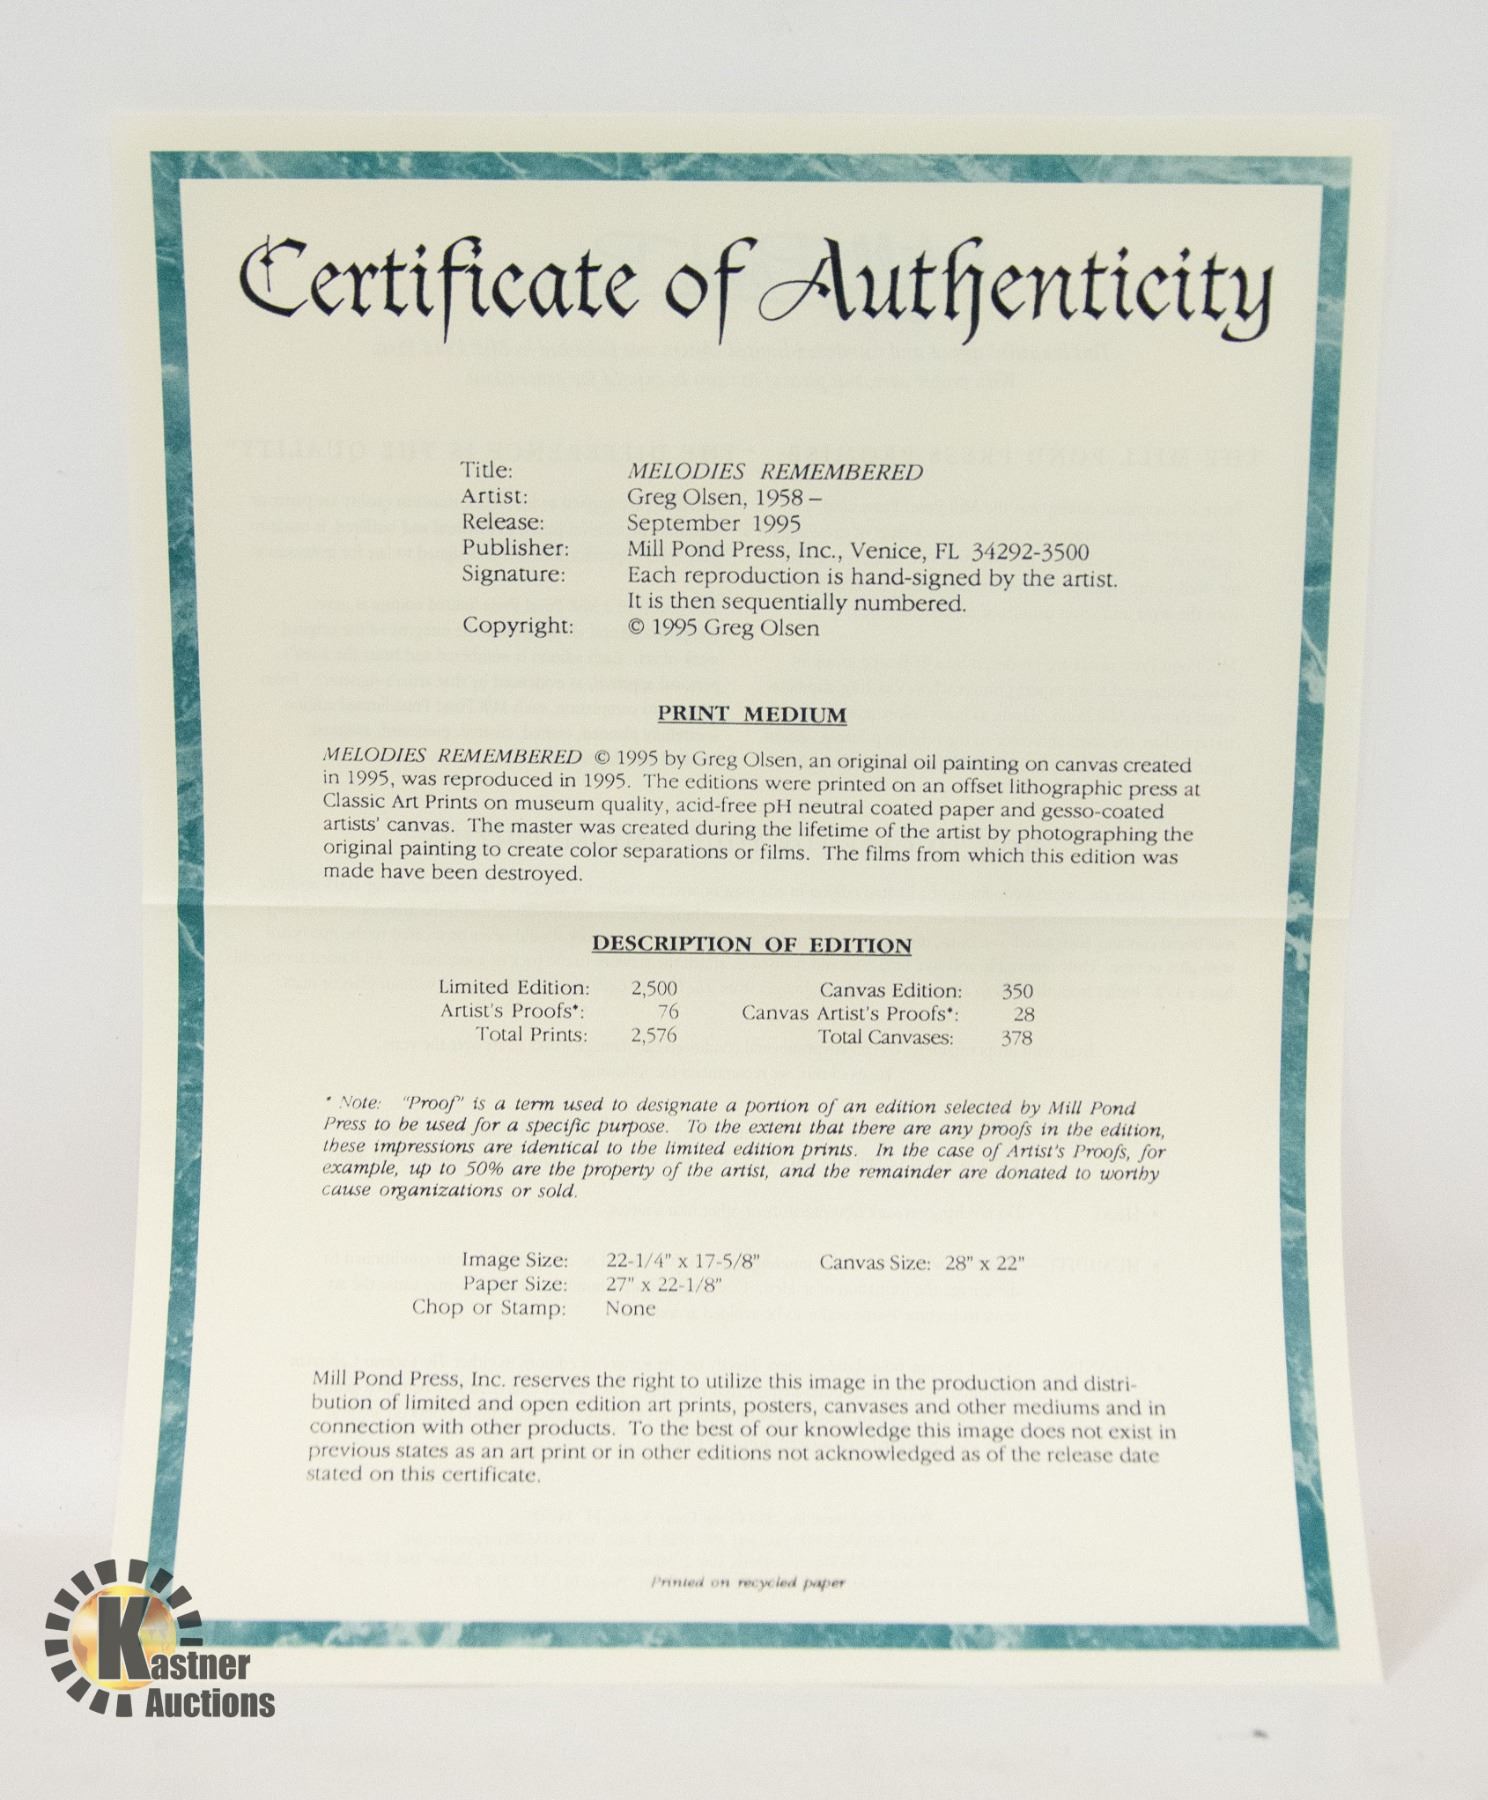 Certificate of Authenticity
Title: MELODIES REMEMBERED
Artist: Greg Olsen, 1958 –
Release: September 1995
Publisher: Mill Pond Press, Inc., Venice, FL 34292-3500
Signature: Each reproduction is hand-signed by the artist.
It is then sequentially numbered.
Copyright: © 1995 Greg Olsen
PRINT MEDIUM
MELODIES REMEMBERED © 1995 by Greg Olsen, an original oil painting on canvas created
in 1995, was reproduced in 1995. The editions were printed on an offset lithographic press at
Classic Art Prints on museum quality, acid-free pH neutral coated paper and gesso-coated
artists' canvas. The master was created during the lifetime of the artist by photographing the
original painting to create color separations or films. The films from which this edition was
made have been destroyed.
DESCRIPTION OF EDITION
Limited Edition: 2,500 Canvas Edition: 350
Artist's Proofs*: 76 Canvas Artist's Proofs*: 28
Total Prints: 2,576 Total Canvases: 378
* Note: "Proof" is a term used to designate a portion of an edition selected by Mill Pond
Press to be used for a specific purpose. To the extent that there are any proofs in the edition,
these impressions are identical to the limited edition prints. In the case of Artist's Proofs, for
example, up to 50% are the property of the artist, and the remainder are donated to worthy
cause organizations or sold.
Image Size: 22-1/4" x 17-5/8" Canvas Size: 28" x 22"
Paper Size: 27" x 22-1/8"
Chop or Stamp: None
Mill Pond Press, Inc. reserves the right to utilize this image in the production and distri-
bution of limited and open edition art prints, posters, canvases and other mediums and in
connection with other products. To the best of our knowledge this image does not exist in
previous states as an art print or in other editions not acknowledged as of the release date
stated on this certificate.
Printed on recycled paper
Kastner
Auctions